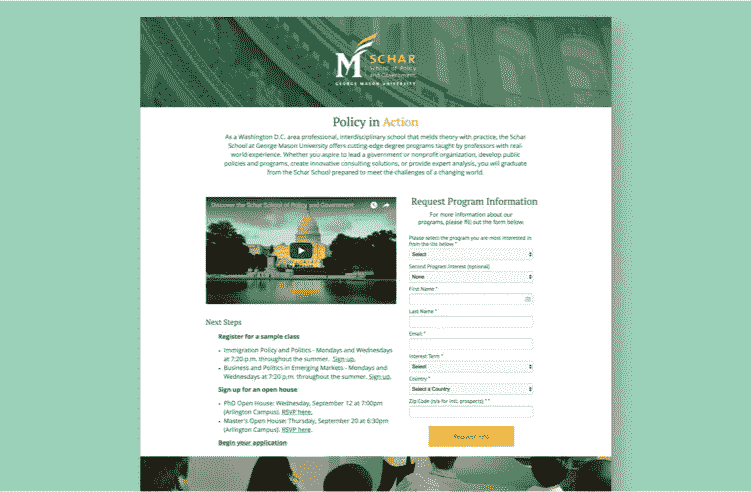 M SCHAR
School of Policy
and Government
GEORGE MASON UNIVERSITY
Policy in Action
As a Washington D.C. area professional, interdisciplinary school that melds theory with practice, the Schar
School at George Mason University offers cutting-edge degree programs taught by professors with real-
world experience. Whether you aspire to lead a government or nonprofit organization, develop public
policies and programs, create innovative consulting solutions, or provide expert analysis, you will graduate
from the Schar School prepared to meet the challenges of a changing world.
Discover the Schar School of Policy and Government
Next Steps
Register for a sample class
• Immigration Policy and Politics - Mondays and Wednesdays
at 7:20 p.m. throughout the summer. Sign-up.
• Business and Politics in Emerging Markets - Mondays and
Wednesdays at 7:20 p.m. throughout the summer. Sign up.
Sign up for an open house
• PhD Open House: Wednesday, September 12 at 7:00pm
(Arlington Campus). RSVP here.
• Master's Open House: Thursday, September 20 at 6:30pm
(Arlington Campus). RSVP here.
Begin your application
Request Program Information
For more information about our
programs, please fill out the form below.
Please select the program you are most interested in
from the list below *
Select
Second Program Interest (optional)
None
First Name *
Last Name *
Email *
Interest Term *
Select
Country *
Select a Country
Zip Code (n/a for intl. prospects) * *
Request Info